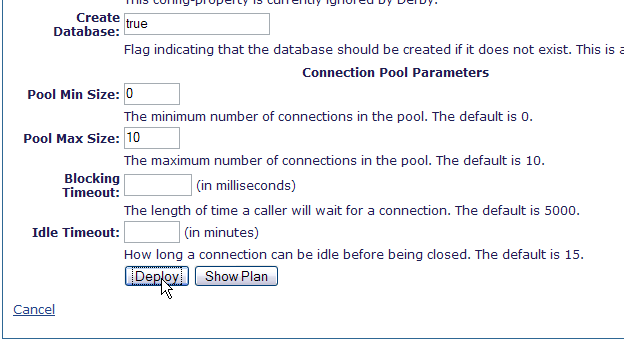 This config-property is currently ignored by Derby.
Create Database: true
Flag indicating that the database should be created if it does not exist. This is a
Connection Pool Parameters
Pool Min Size: 0
The minimum number of connections in the pool. The default is 0.
Pool Max Size: 10
The maximum number of connections in the pool. The default is 10.
Blocking Timeout: (in milliseconds)
The length of time a caller will wait for a connection. The default is 5000.
Idle Timeout: (in minutes)
How long a connection can be idle before being closed. The default is 15.
Deploy Show Plan
Cancel